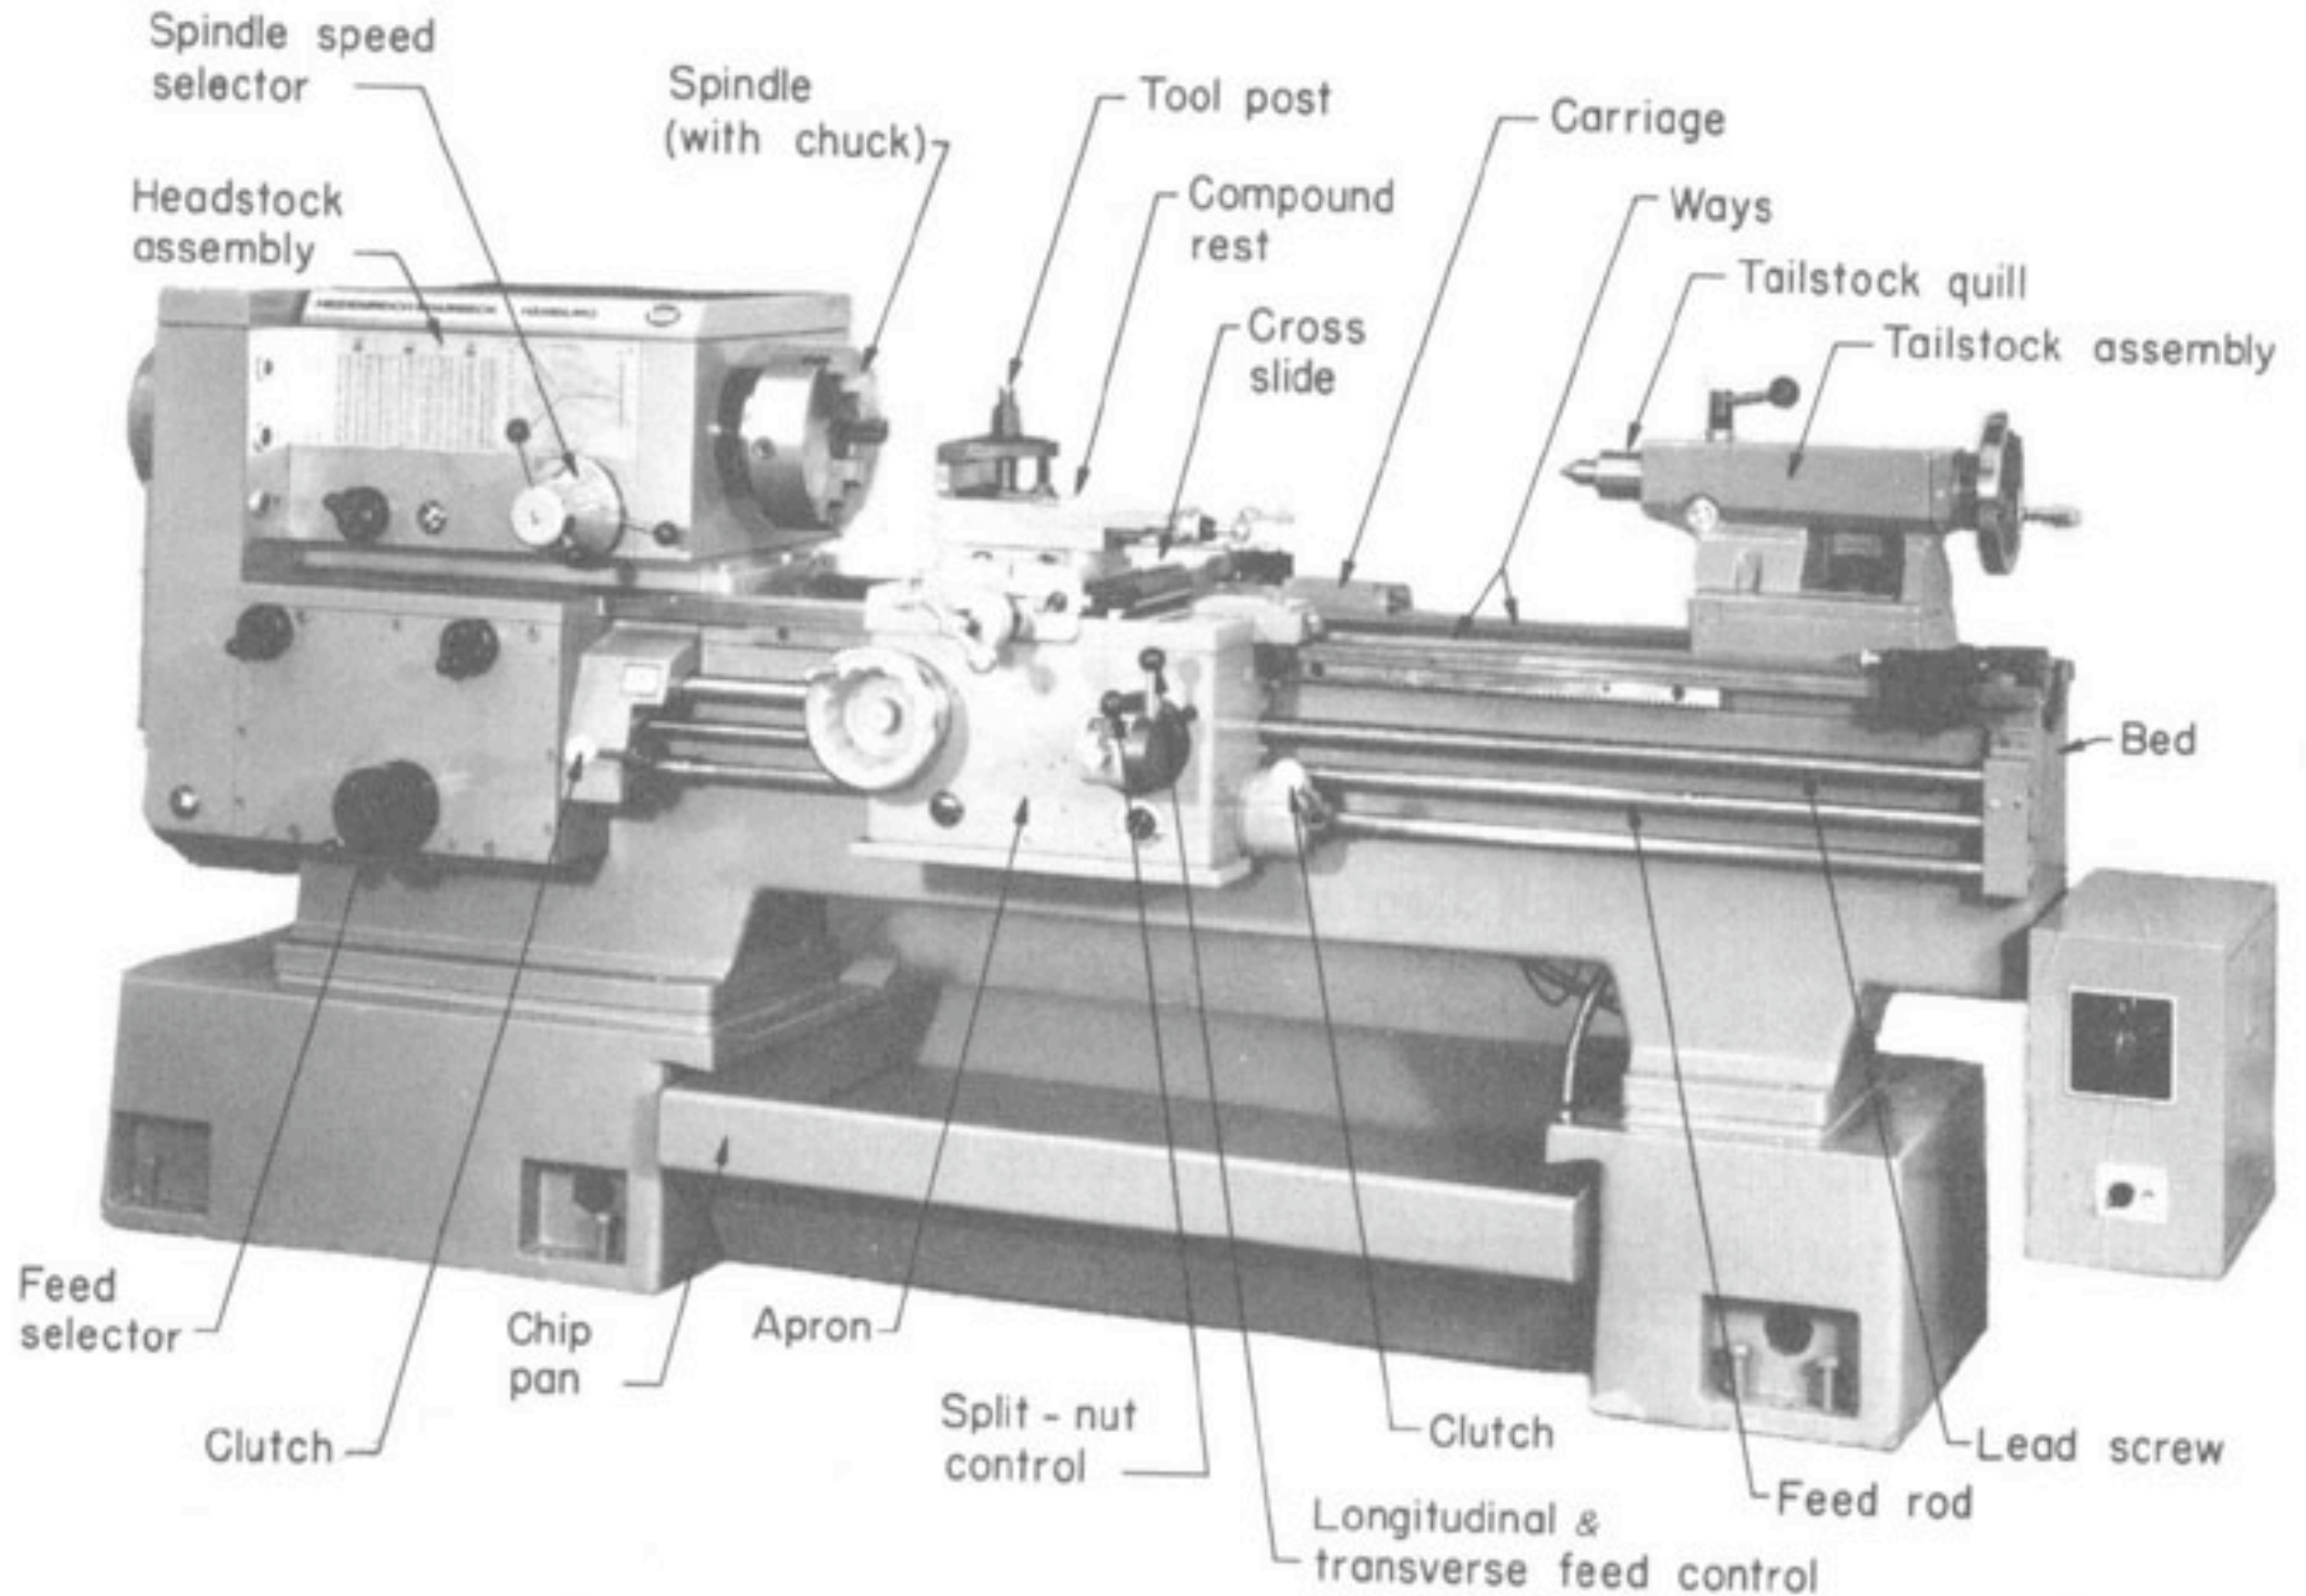 Spindle speed
selector
Spindle
(with chuck)
Tool post
Carriage
Headstock
assembly
Compound
rest
Ways
Tailstock quill
Cross
slide
Tailstock assembly
Bed
Feed
selector
Chip
pan
Apron
Clutch
Split - nut
control
Clutch
Lead screw
Feed rod
Longitudinal &
transverse feed control